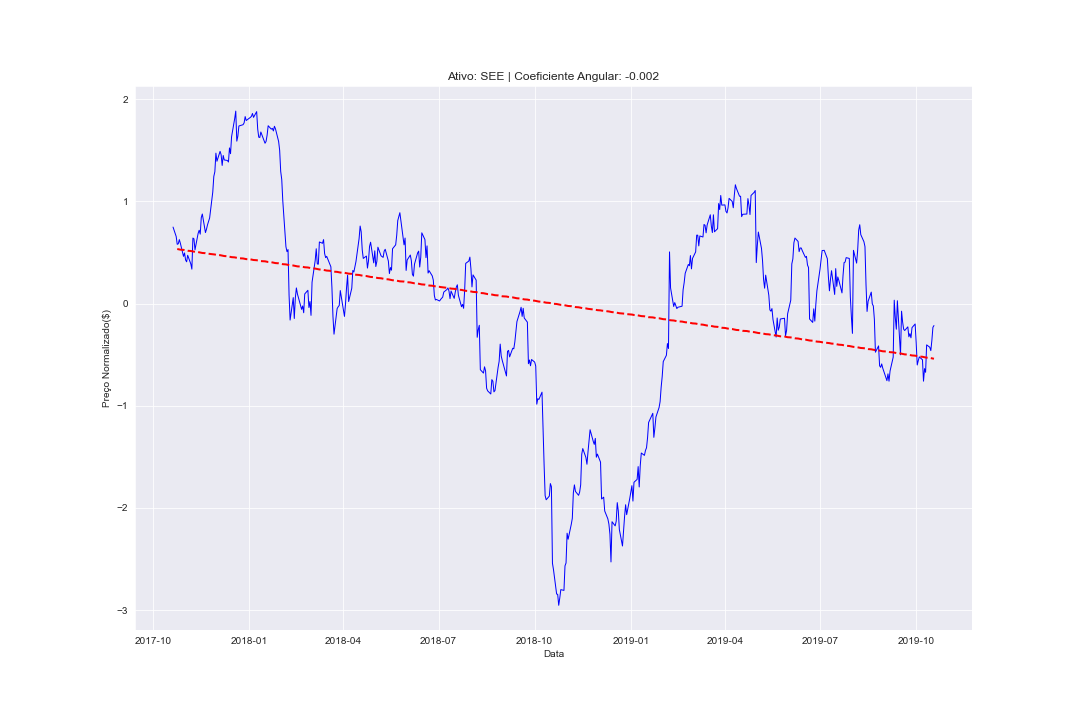 Ativo: SEE | Coeficiente Angular: -0.002
Preço Normalizado($)
2
1
0
−1
−2
−3
2017-10 2018-01 2018-04 2018-07 2018-10 2019-01 2019-04 2019-07 2019-10
Data